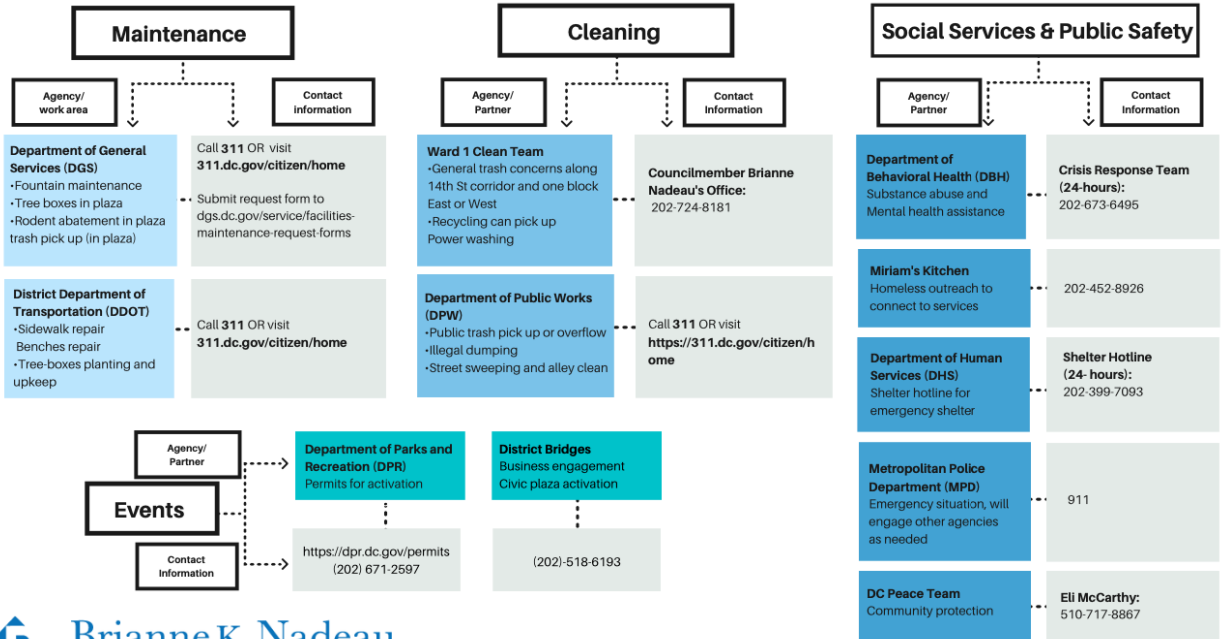 Maintenance
Agency/
work area
Contact
information
Department of General
Services (DGS)
•Fountain maintenance
•Tree boxes in plaza
•Rodent abatement in plaza
trash pick up (in plaza)
Call 311 OR visit
311.dc.gov/citizen/home
Submit request form to
dgs.dc.gov/service/facilities-
maintenance-request-forms
District Department of
Transportation (DDOT)
•Sidewalk repair
Benches repair
•Tree-boxes planting and
upkeep
Call 311 OR visit
311.dc.gov/citizen/home
Cleaning
Agency/
Partner
Contact
Information
Ward 1 Clean Team
•General trash concerns along
14th St corridor and one block
East or West
•Recycling can pick up
Power washing
Councilmember Brianne
Nadeau's Office:
202-724-8181
Department of Public Works
(DPW)
•Public trash pick up or overflow
•Illegal dumping
•Street sweeping and alley clean
Call 311 OR visit
https://311.dc.gov/citizen/h
ome
Social Services & Public Safety
Agency/
Partner
Contact
Information
Department of
Behavioral Health (DBH)
Substance abuse and
Mental health assistance
Crisis Response Team
(24-hours):
202-673-6495
Miriam's Kitchen
Homeless outreach to
connect to services
202-452-8926
Department of Human
Services (DHS)
Shelter hotline for
emergency shelter
Shelter Hotline
(24- hours):
202-399-7093
Metropolitan Police
Department (MPD)
Emergency situation, will
engage other agencies
as needed
911
DC Peace Team
Community protection
Eli McCarthy:
510-717-8867
Events
Agency/
Partner
Contact
Information
Department of Parks and
Recreation (DPR)
Permits for activation
https://dpr.dc.gov/permits
(202) 671-2597
District Bridges
Business engagement
Civic plaza activation
(202)-518-6193
Brianne K. Nadeau